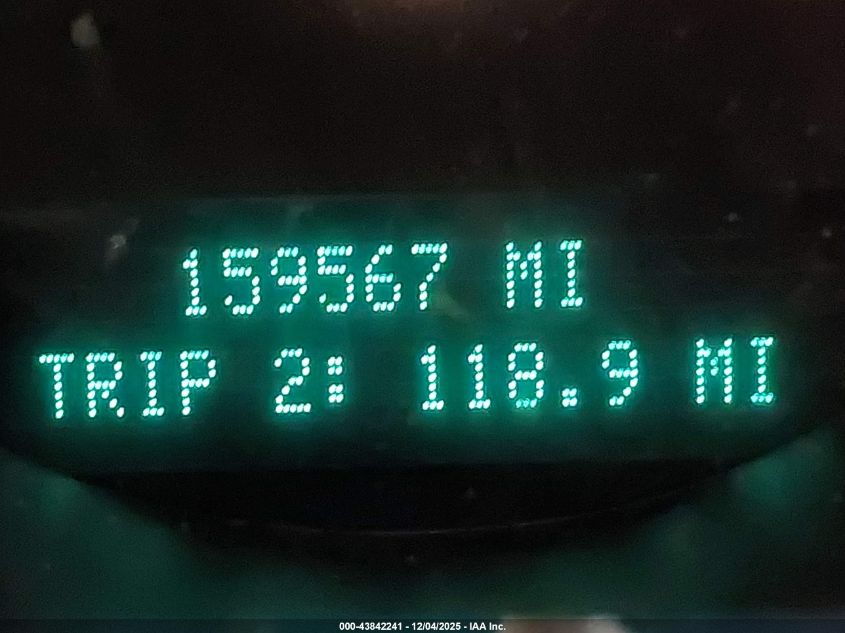 159567 MI
TRIP 2: 118.9 MI
000-43842241 - 12/04/2025 - IAA Inc.